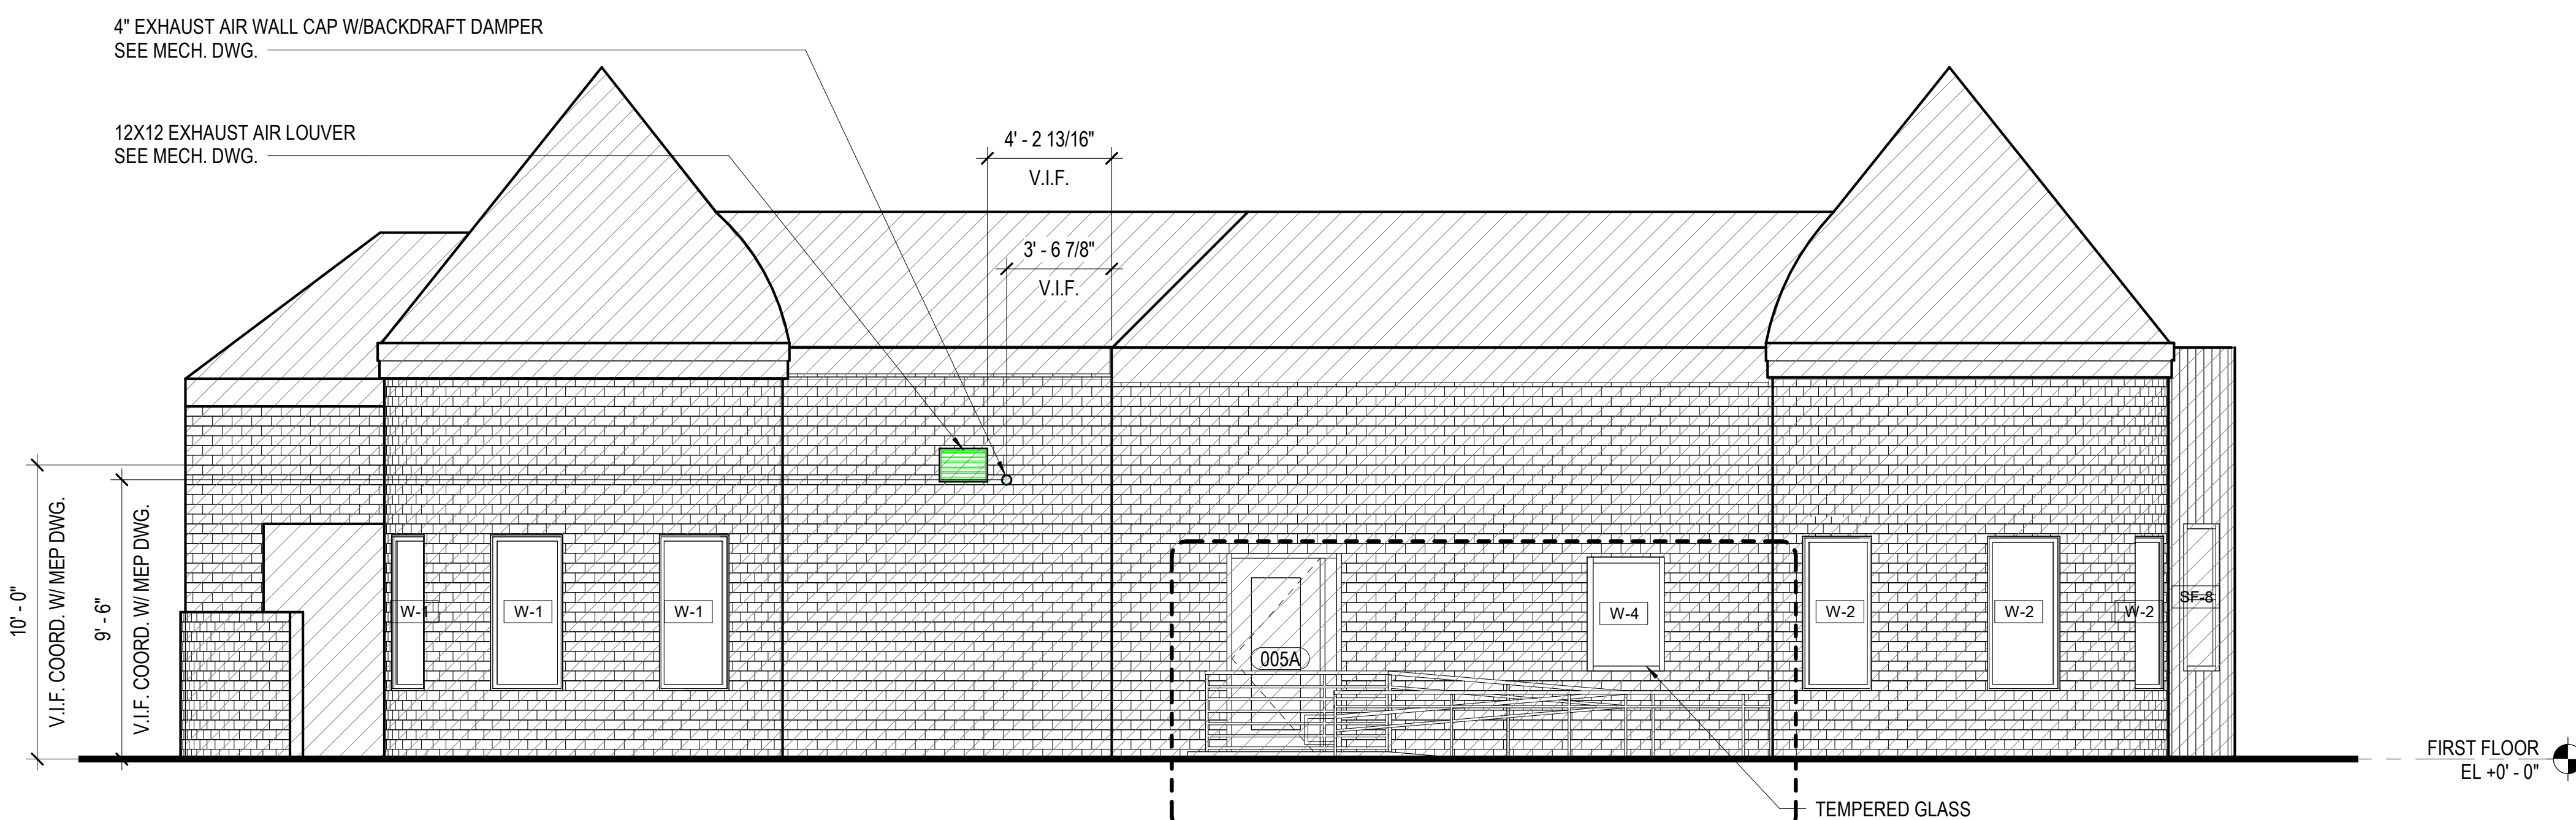 4" EXHAUST AIR WALL CAP W/BACKDRAFT DAMPER
SEE MECH. DWG.
12X12 EXHAUST AIR LOUVER
SEE MECH. DWG.
4' - 2 13/16"
V.I.F.
3' - 6 7/8"
V.I.F.
10' - 0"
V.I.F. COORD. W/ MEP DWG.
9' - 6"
V.I.F. COORD. W/ MEP DWG.
W-1
W-1
W-1
005A
W-4
W-2
W-2
W-2
SF-8
FIRST FLOOR
EL +0' - 0"
TEMPERED GLASS